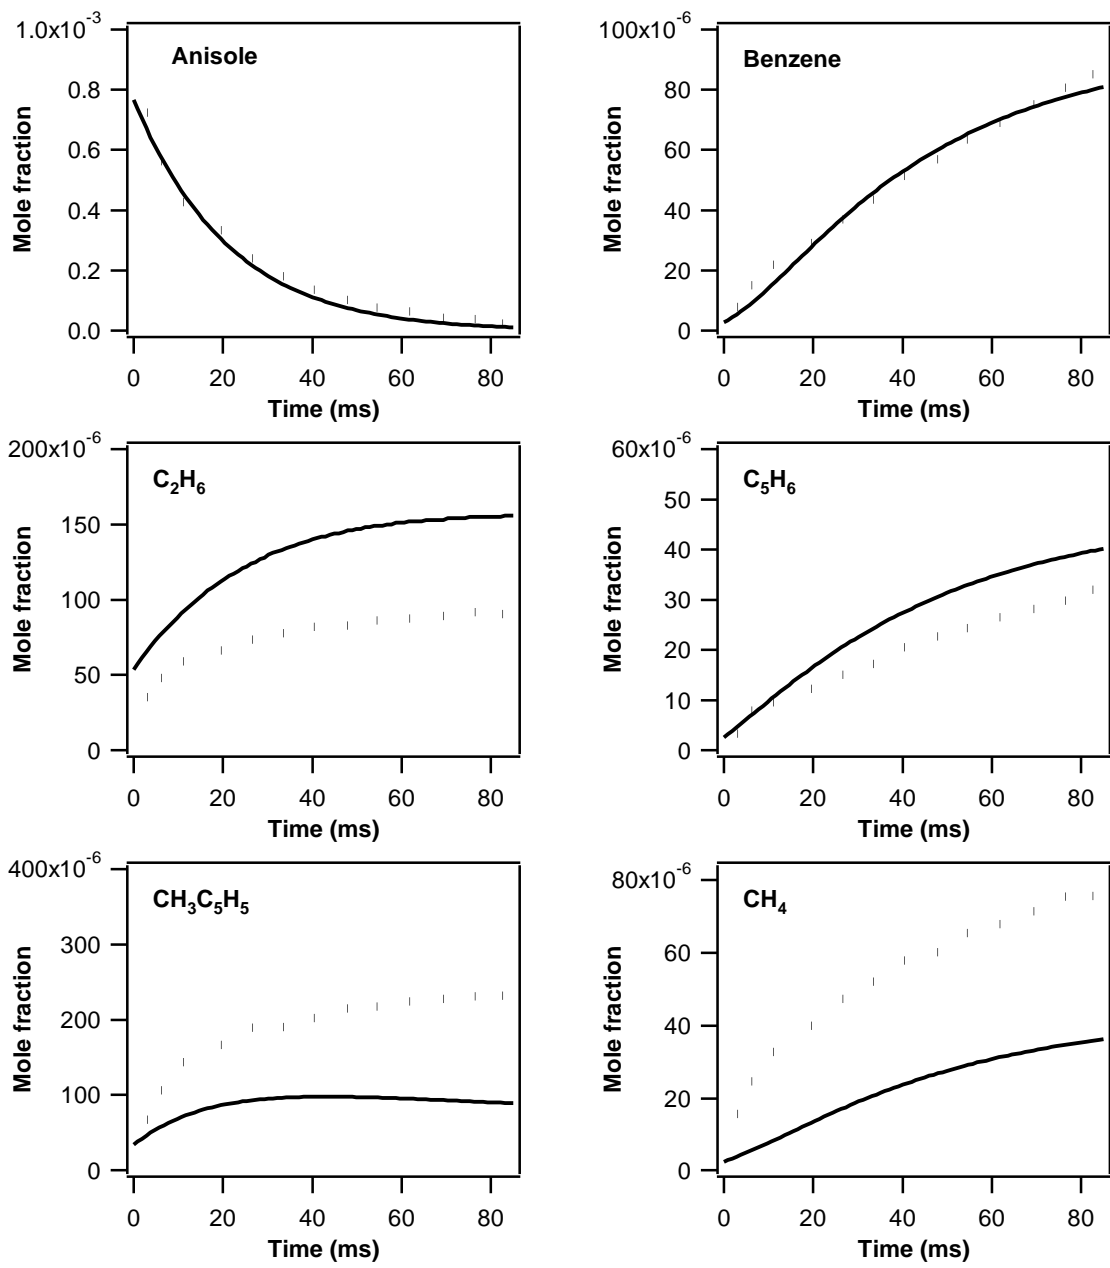 1.0x10⁻³
Anisole
0.8
0.6
0.4
0.2
0.0
Mole fraction
0 20 40 60 80
Time (ms)
100x10⁻⁶
Benzene
80
60
40
20
0
Mole fraction
0 20 40 60 80
Time (ms)
200x10⁻⁶
C₂H₆
150
100
50
0
Mole fraction
0 20 40 60 80
Time (ms)
60x10⁻⁶
C₅H₆
50
40
30
20
10
0
Mole fraction
0 20 40 60 80
Time (ms)
400x10⁻⁶
CH₃C₅H₅
300
200
100
0
Mole fraction
0 20 40 60 80
Time (ms)
80x10⁻⁶
CH₄
60
40
20
0
Mole fraction
0 20 40 60 80
Time (ms)